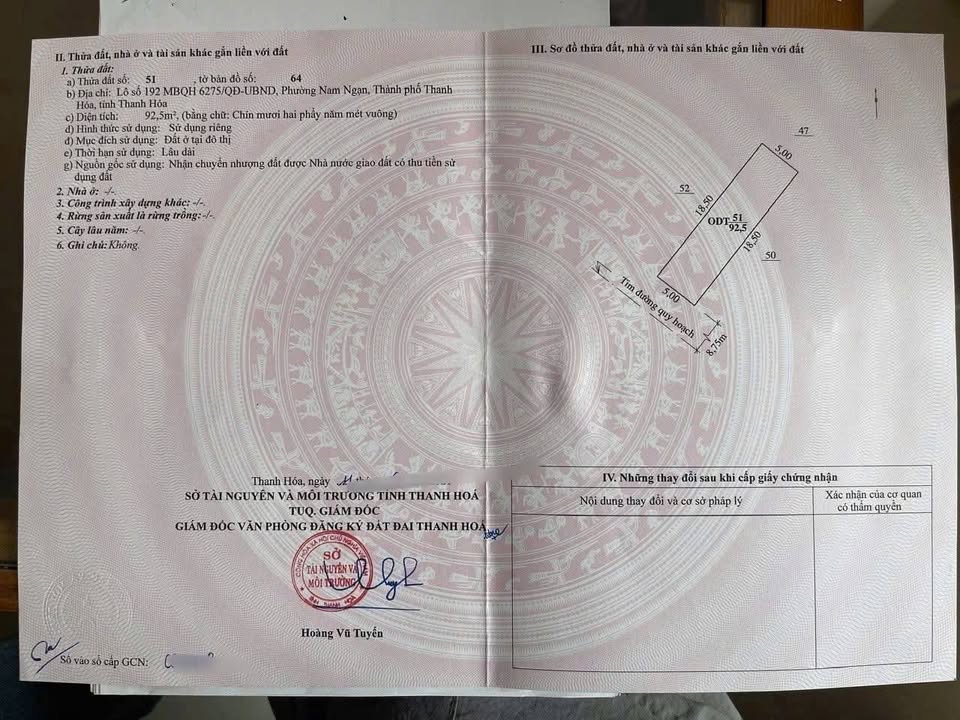 II. Thửa đất, nhà ở và tài sản khác gắn liền với đất
1. Thửa đất:
a) Thửa đất số: 51 , tờ bản đồ số: 64
b) Địa chỉ: Lô số 192 MBQH 6275/QĐ-UBND, Phường Nam Ngạn, Thành phố Thanh
Hóa, tỉnh Thanh Hóa
c) Diện tích: 92,5m², (bằng chữ: Chín mươi hai phẩy năm mét vuông)
d) Hình thức sử dụng: Sử dụng riêng
đ) Mục đích sử dụng: Đất ở tại đô thị
e) Thời hạn sử dụng: Lâu dài
g) Nguồn gốc sử dụng: Nhận chuyển nhượng đất được Nhà nước giao đất có thu tiền sử
dụng đất
2. Nhà ở: -/-.
3. Công trình xây dựng khác: -/-.
4. Rừng sản xuất là rừng trồng: -/-.
5. Cây lâu năm: -/-.
6. Ghi chú: Không.
Thanh Hóa, ngày
SỞ TÀI NGUYÊN VÀ MÔI TRƯỜNG TỈNH THANH HOÁ
TUQ. GIÁM ĐỐC
GIÁM ĐỐC VĂN PHÒNG ĐĂNG KÝ ĐẤT ĐAI THANH HOÁ
CỘNG HÒA XÃ HỘI CHỦ NGHĨA VIỆT NAM
SỞ
TÀI NGUYÊN VÀ
MÔI TRƯỜNG
TỈNH THANH HOÁ
Hoàng Vũ Tuyến
Số vào sổ cấp GCN:
III. Sơ đồ thửa đất, nhà ở và tài sản khác gắn liền với đất
47
5,00
52
18,50
ODT 51
92,5
18,50
50
5,00
Tim đường quy hoạch
8,75m
IV. Những thay đổi sau khi cấp giấy chứng nhận
Nội dung thay đổi và cơ sở pháp lý
Xác nhận của cơ quan
có thẩm quyền